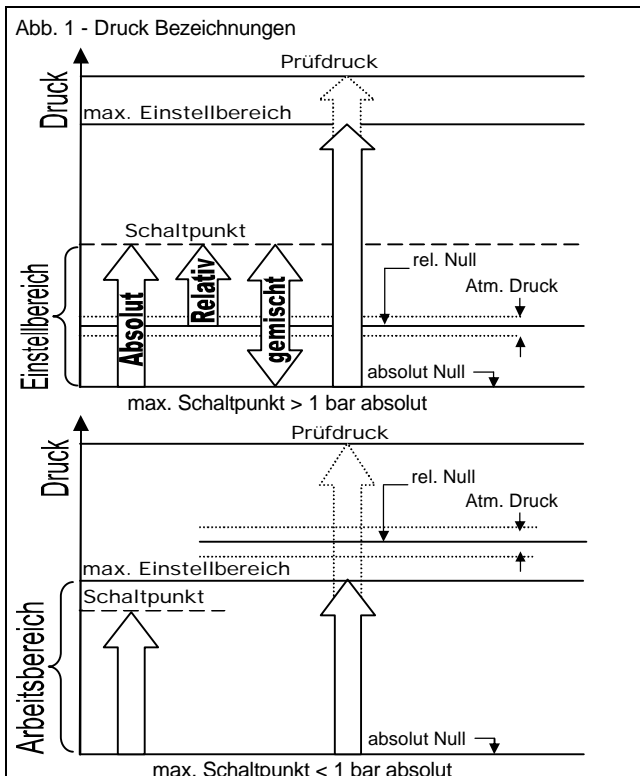 Abb. 1 - Druck Bezeichnungen
Druck
Prüfdruck
max. Einstellbereich
Schaltpunkt
Einstellbereich
Absolut
Relativ
gemischt
rel. Null
Atm. Druck
absolut Null
max. Schaltpunkt > 1 bar absolut
Druck
Prüfdruck
rel. Null
Atm. Druck
max. Einstellbereich
Schaltpunkt
Arbeitsbereich
absolut Null
max. Schaltpunkt < 1 bar absolut